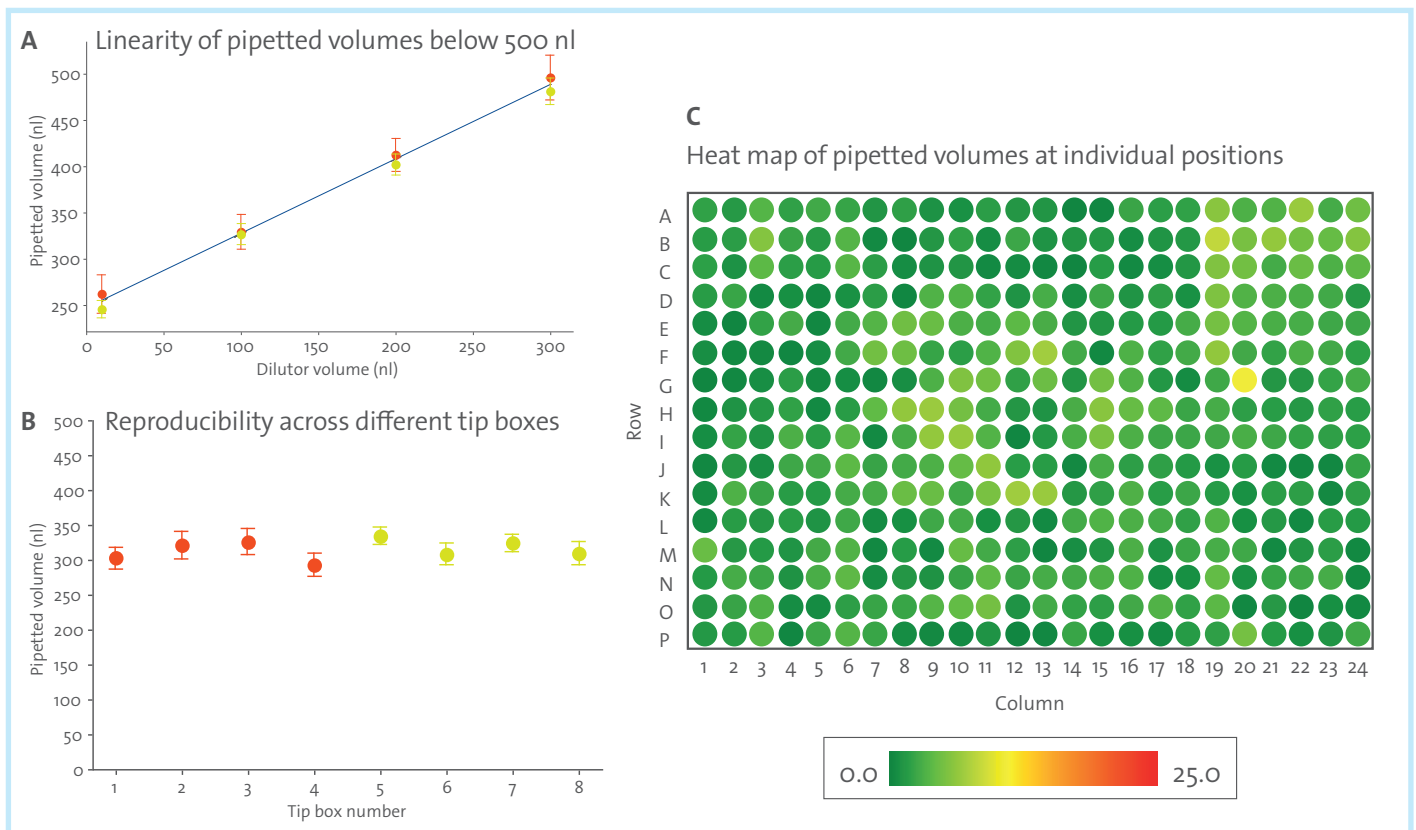 A
Linearity of pipetted volumes below 500 nl
Pipetted volume (nl)
500
450
400
350
300
250
0 50 100 150 200 250 300
Dilutor volume (nl)
B
Reproducibility across different tip boxes
Pipetted volume (nl)
500
450
400
350
300
250
200
150
100
50
0
1 2 3 4 5 6 7 8
Tip box number
C
Heat map of pipetted volumes at individual positions
Row
A
B
C
D
E
F
G
H
I
J
K
L
M
N
O
P
1 2 3 4 5 6 7 8 9 10 11 12 13 14 15 16 17 18 19 20 21 22 23 24
Column
0.0 25.0